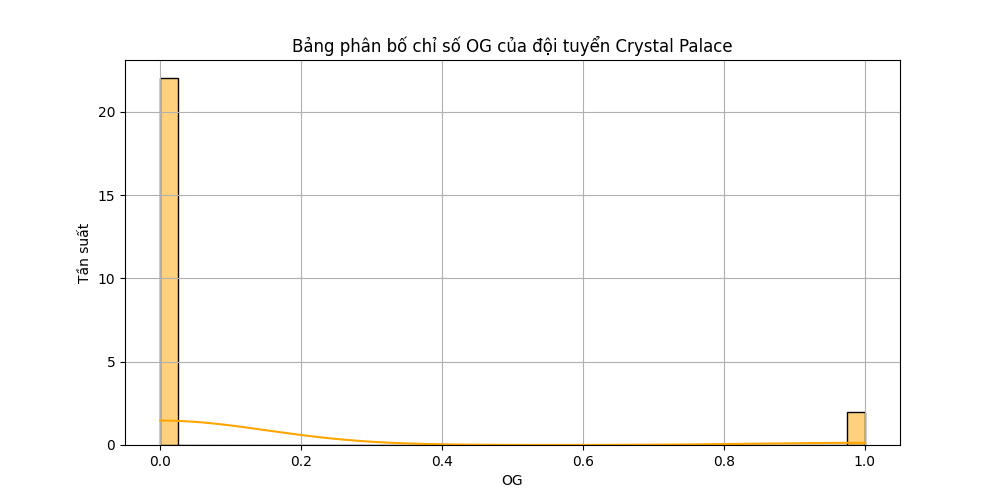 Bảng phân bố chỉ số OG của đội tuyển Crystal Palace
Tần suất
20
15
10
5
0
0.0 0.2 0.4 0.6 0.8 1.0
OG